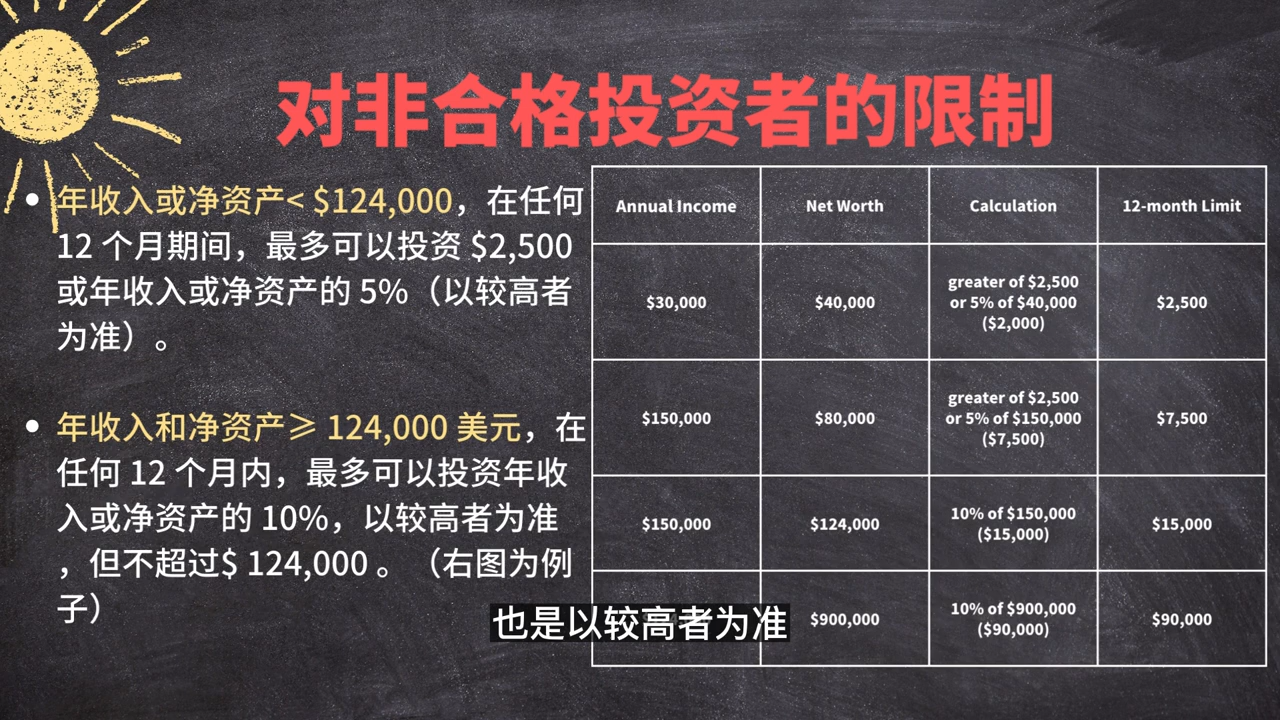 对非合格投资者的限制
年收入或净资产< $124,000，在任何
12 个月期间，最多可以投资 $2,500
或年收入或净资产的 5%（以较高者
为准）。
年收入和净资产≥ 124,000 美元，在
任何 12 个月内，最多可以投资年收
入或净资产的 10%，以较高者为准
，但不超过$ 124,000 。（右图为例
子）
Annual Income Net Worth Calculation 12-month Limit
$30,000 $40,000 greater of $2,500
or 5% of $40,000
($2,000) $2,500
$150,000 $80,000 greater of $2,500
or 5% of $150,000
($7,500) $7,500
$150,000 $124,000 10% of $150,000
($15,000) $15,000
$900,000 10% of $900,000
($90,000) $90,000
也是以较高者为准